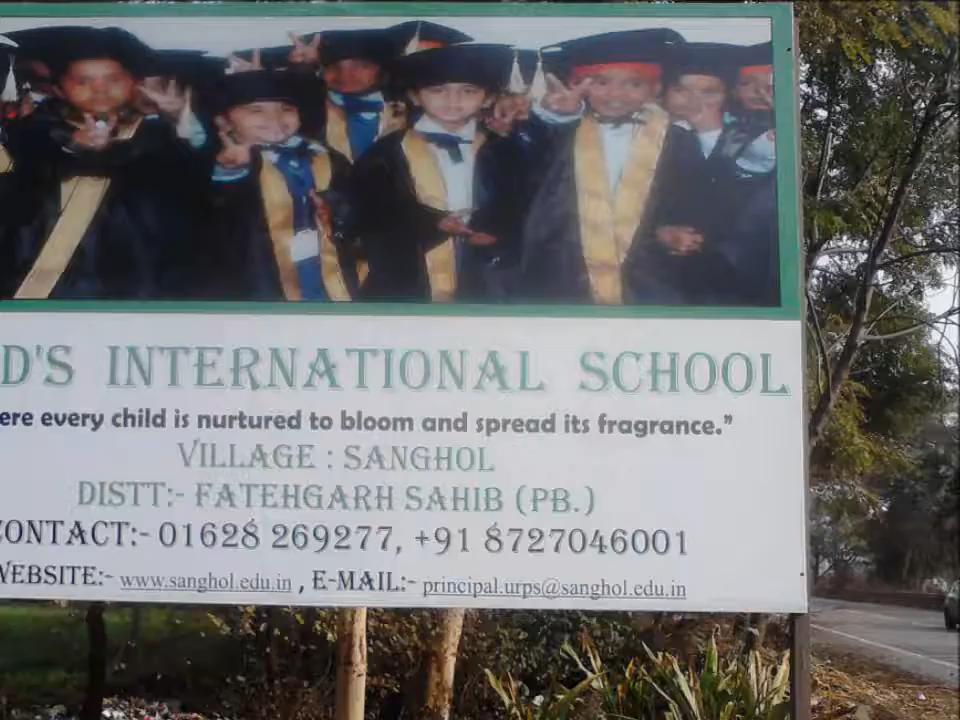 D'S INTERNATIONAL SCHOOL
ere every child is nurtured to bloom and spread its fragrance.”
VILLAGE : SANGHOL
DISTT:- FATEHGARH SAHIB (PB.)
CONTACT:- 01628 269277, +91 8727046001
WEBSITE:- www.sanghol.edu.in , E-MAIL:- principal.urps@sanghol.edu.in